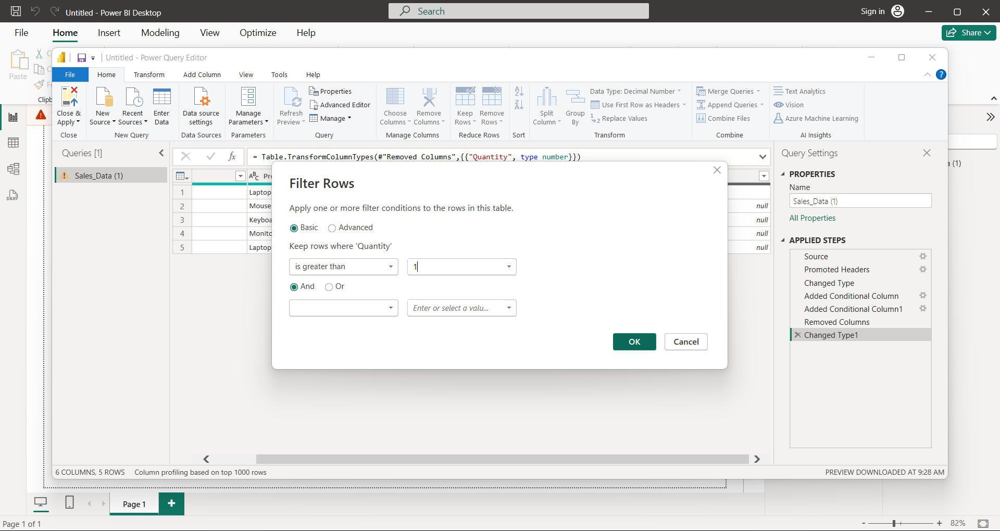 Untitled - Power BI Desktop
Search
Sign in
File Home Insert Modeling View Optimize Help
Share
Paste
Clipb
Untitled - Power Query Editor
File Home Transform Add Column View Tools Help
Close & Apply
Close
New Source
Recent Sources
Enter Data
New Query
Data source settings
Data Sources
Manage Parameters
Parameters
Refresh Preview
Properties
Advanced Editor
Manage
Query
Choose Columns
Remove Columns
Manage Columns
Keep Rows
Remove Rows
Reduce Rows
Sort
Split Column
Group By
Data Type: Decimal Number
Use First Row as Headers
Replace Values
Transform
Merge Queries
Append Queries
Combine Files
Combine
Text Analytics
Vision
Azure Machine Learning
AI Insights
Queries [1]
Sales_Data (1)
fx
= Table.TransformColumnTypes(#"Removed Columns",{{"Quantity", type number}})
ABC
1 Laptop
2 Mouse null
3 Keyboa null
4 Monito null
5 Laptop null
Filter Rows
Apply one or more filter conditions to the rows in this table.
Basic Advanced
Keep rows where 'Quantity'
is greater than 1
And Or
Enter or select a valu...
OK Cancel
Query Settings
PROPERTIES
Name
Sales_Data (1)
All Properties
APPLIED STEPS
Source
Promoted Headers
Changed Type
Added Conditional Column
Added Conditional Column1
Removed Columns
Changed Type1
a (1)
DAX
6 COLUMNS, 5 ROWS Column profiling based on top 1000 rows
PREVIEW DOWNLOADED AT 9:28 AM
Page 1
Page 1 of 1
82%